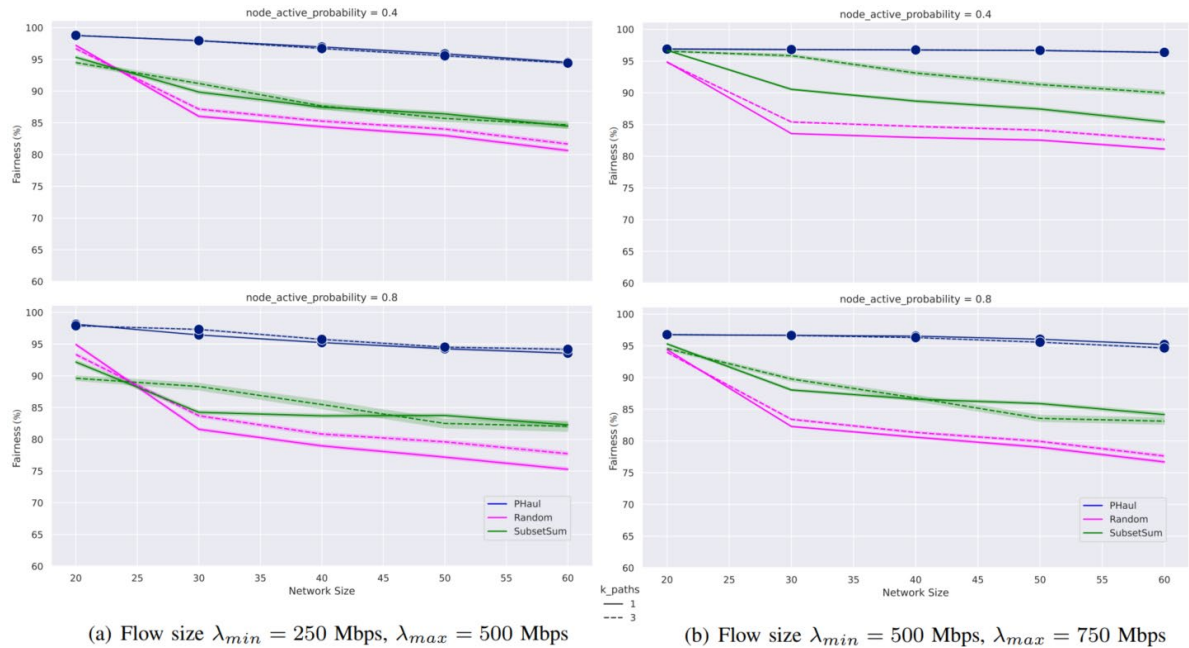 node_active_probability = 0.4
100
95
90
85
80
75
70
65
60
Fairness (%)
node_active_probability = 0.8
100
95
90
85
80
75
70
65
60
Fairness (%)
PHaul
Random
SubsetSum
20 25 30 35 40 45 50 55 60
Network Size
(a) Flow size λmin = 250 Mbps, λmax = 500 Mbps
node_active_probability = 0.4
100
95
90
85
80
75
70
65
60
Fairness (%)
node_active_probability = 0.8
100
95
90
85
80
75
70
65
60
Fairness (%)
PHaul
Random
SubsetSum
20 25 30 35 40 45 50 55 60
Network Size
k_paths
1
3
(b) Flow size λmin = 500 Mbps, λmax = 750 Mbps